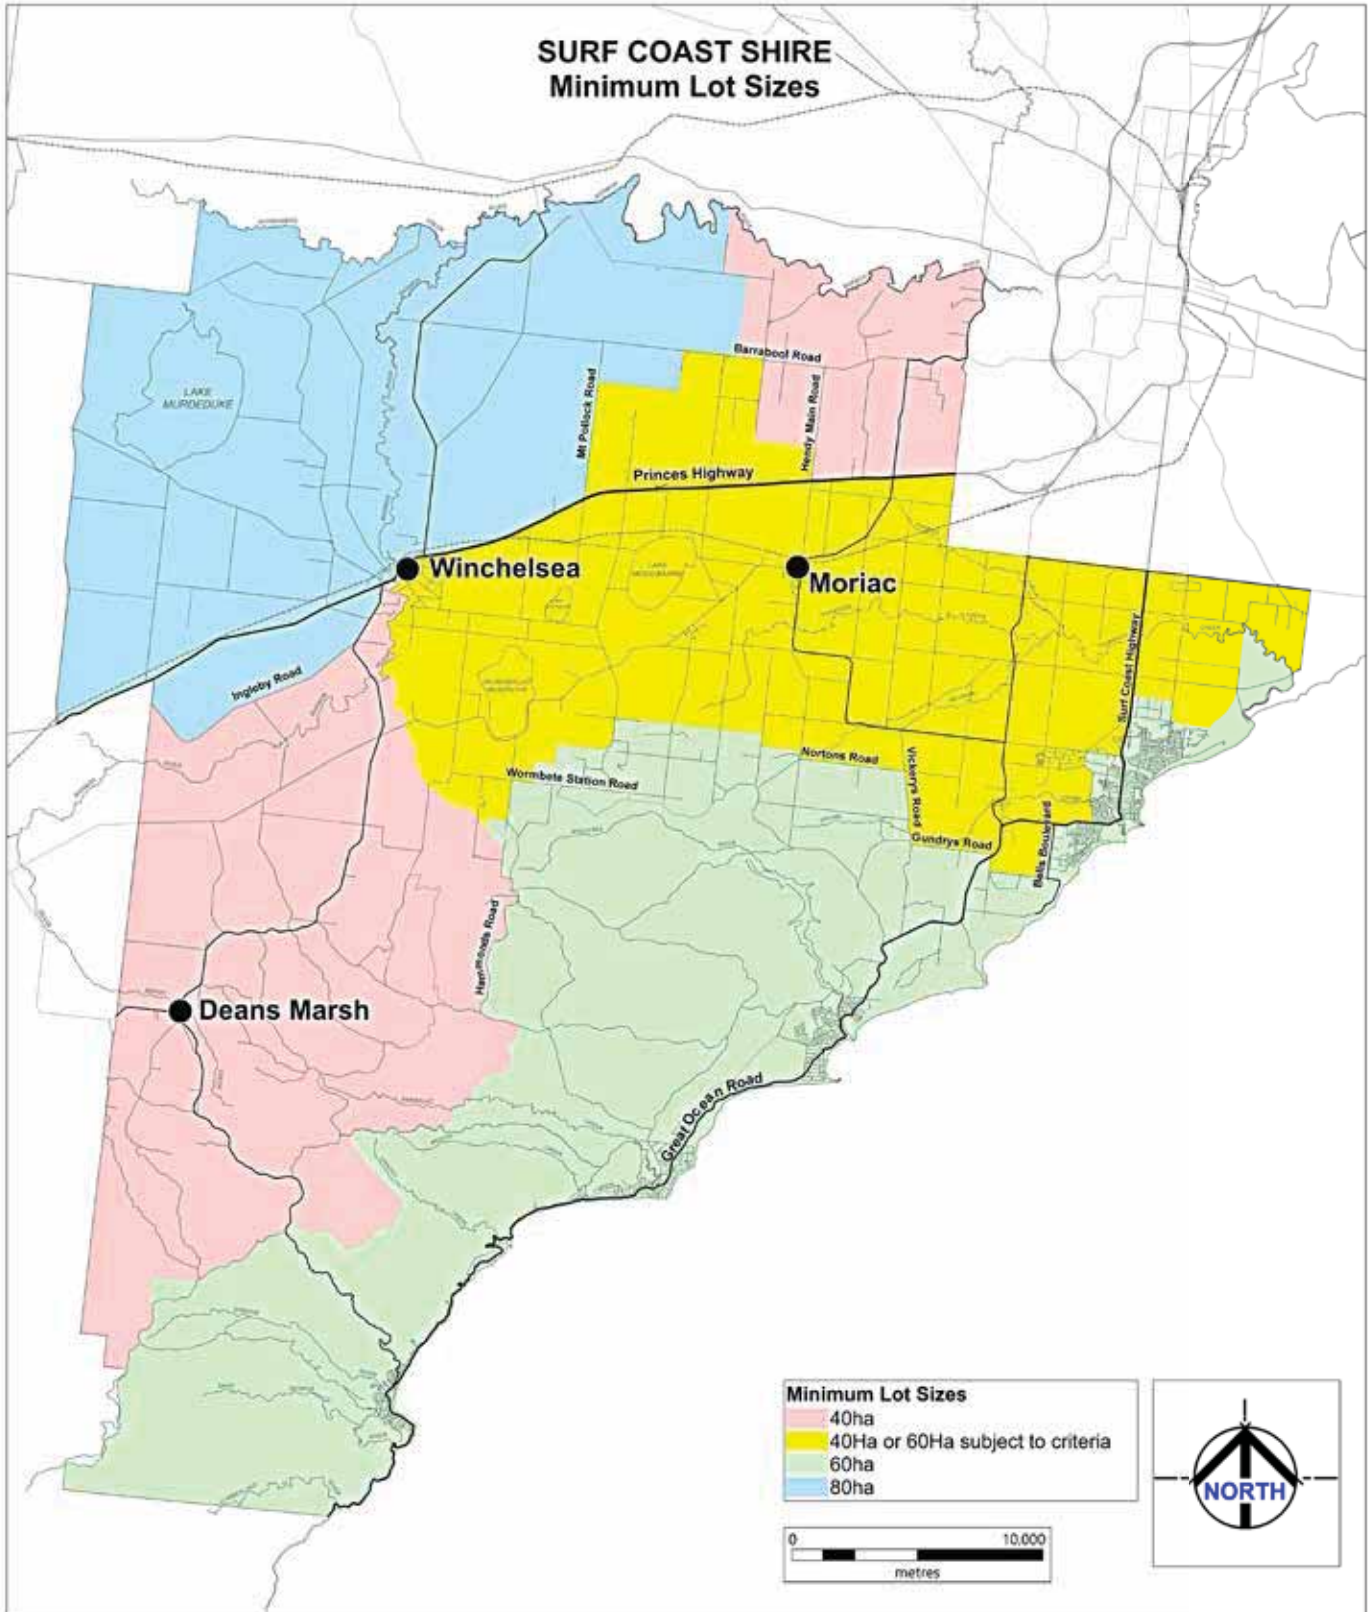 SURF COAST SHIRE
Minimum Lot Sizes
LAKE
MURDEDUKE
Barrabool Road
Mt Pollock Road
Hendy Main Road
Princes Highway
Winchelsea
Moriac
Ingleby Road
Surf Coast Highway
Nortons Road
Vickerys Road
Wormbete Station Road
Gundrys Road
Bells Boulevard
Hammonds Road
Deans Marsh
Great Ocean Road
Minimum Lot Sizes
40ha
40Ha or 60Ha subject to criteria
60ha
80ha
NORTH
0 10,000
metres